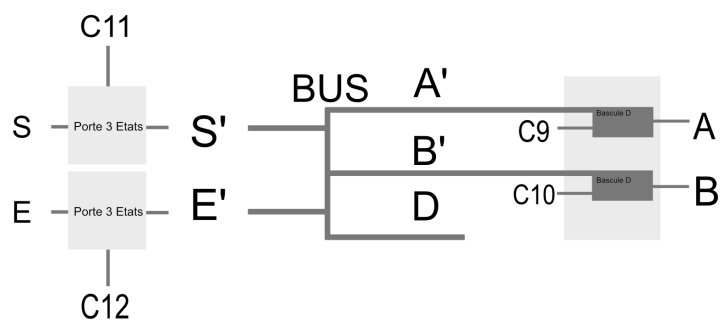 C11
BUS
A'
S
Porte 3 Etats
S'
Bascule D
C9
A
B'
E
Porte 3 Etats
E'
D
Bascule D
C10
B
C12